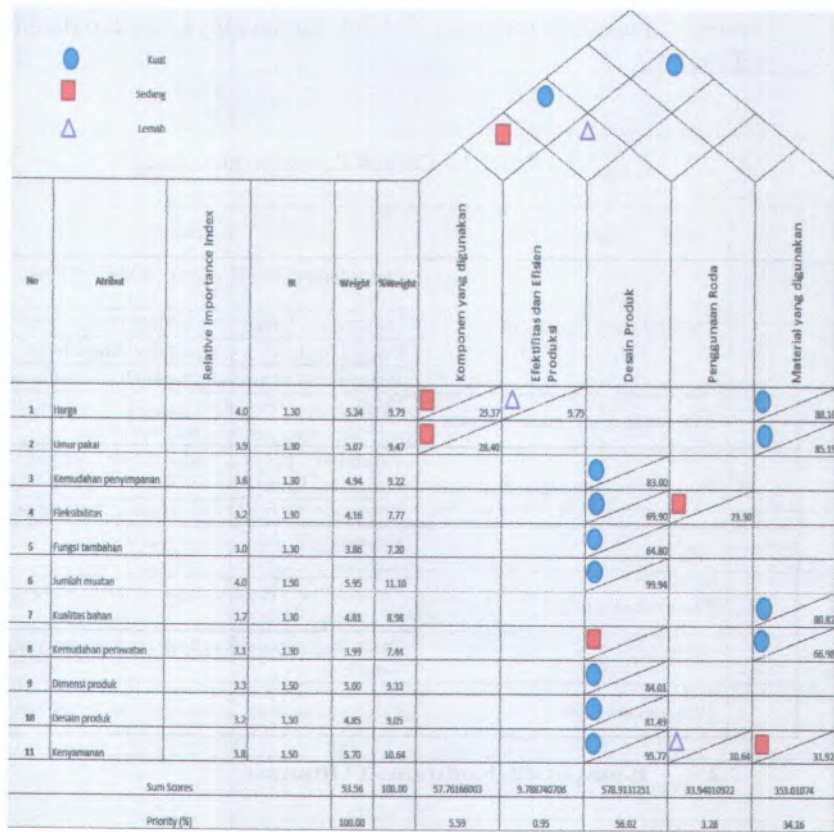 Kuat
Sedang
Lemah
No Atribut Relative Importance Index IR Weight %Weight Komponen yang digunakan Efektifitas dan Efisien Produksi Desain Produk Penggunaan Roda Material yang digunakan
1 Harga 4.0 1.30 5.24 9.79 29.37 9.79
2 Umur pakai 3.9 1.30 5.07 9.47 28.40 85.19
3 Kemudahan penyimpanan 3.8 1.30 4.94 9.22 83.00
4 Fleksibilitas 3.2 1.30 4.16 7.77 69.90 23.30
5 Fungsi tambahan 3.0 1.30 3.86 7.20 64.80
6 Jumlah muatan 4.0 1.50 5.95 11.10 99.94
7 Kualitas bahan 3.7 1.30 4.81 8.98 80.82
8 Kemudahan perawatan 3.1 1.30 3.99 7.44 66.98
9 Dimensi produk 3.3 1.50 5.00 9.33 84.01
10 Desain produk 3.2 1.50 4.85 9.05 81.49
11 Kenyamanan 3.8 1.50 5.70 10.64 95.77 10.64 31.92
Sum Scores 53.56 100.00 57.76166003 9.788740706 578.9131251 33.94010922 353.01074
Priority (%) 100.00 5.59 0.95 56.02 3.28 34.16